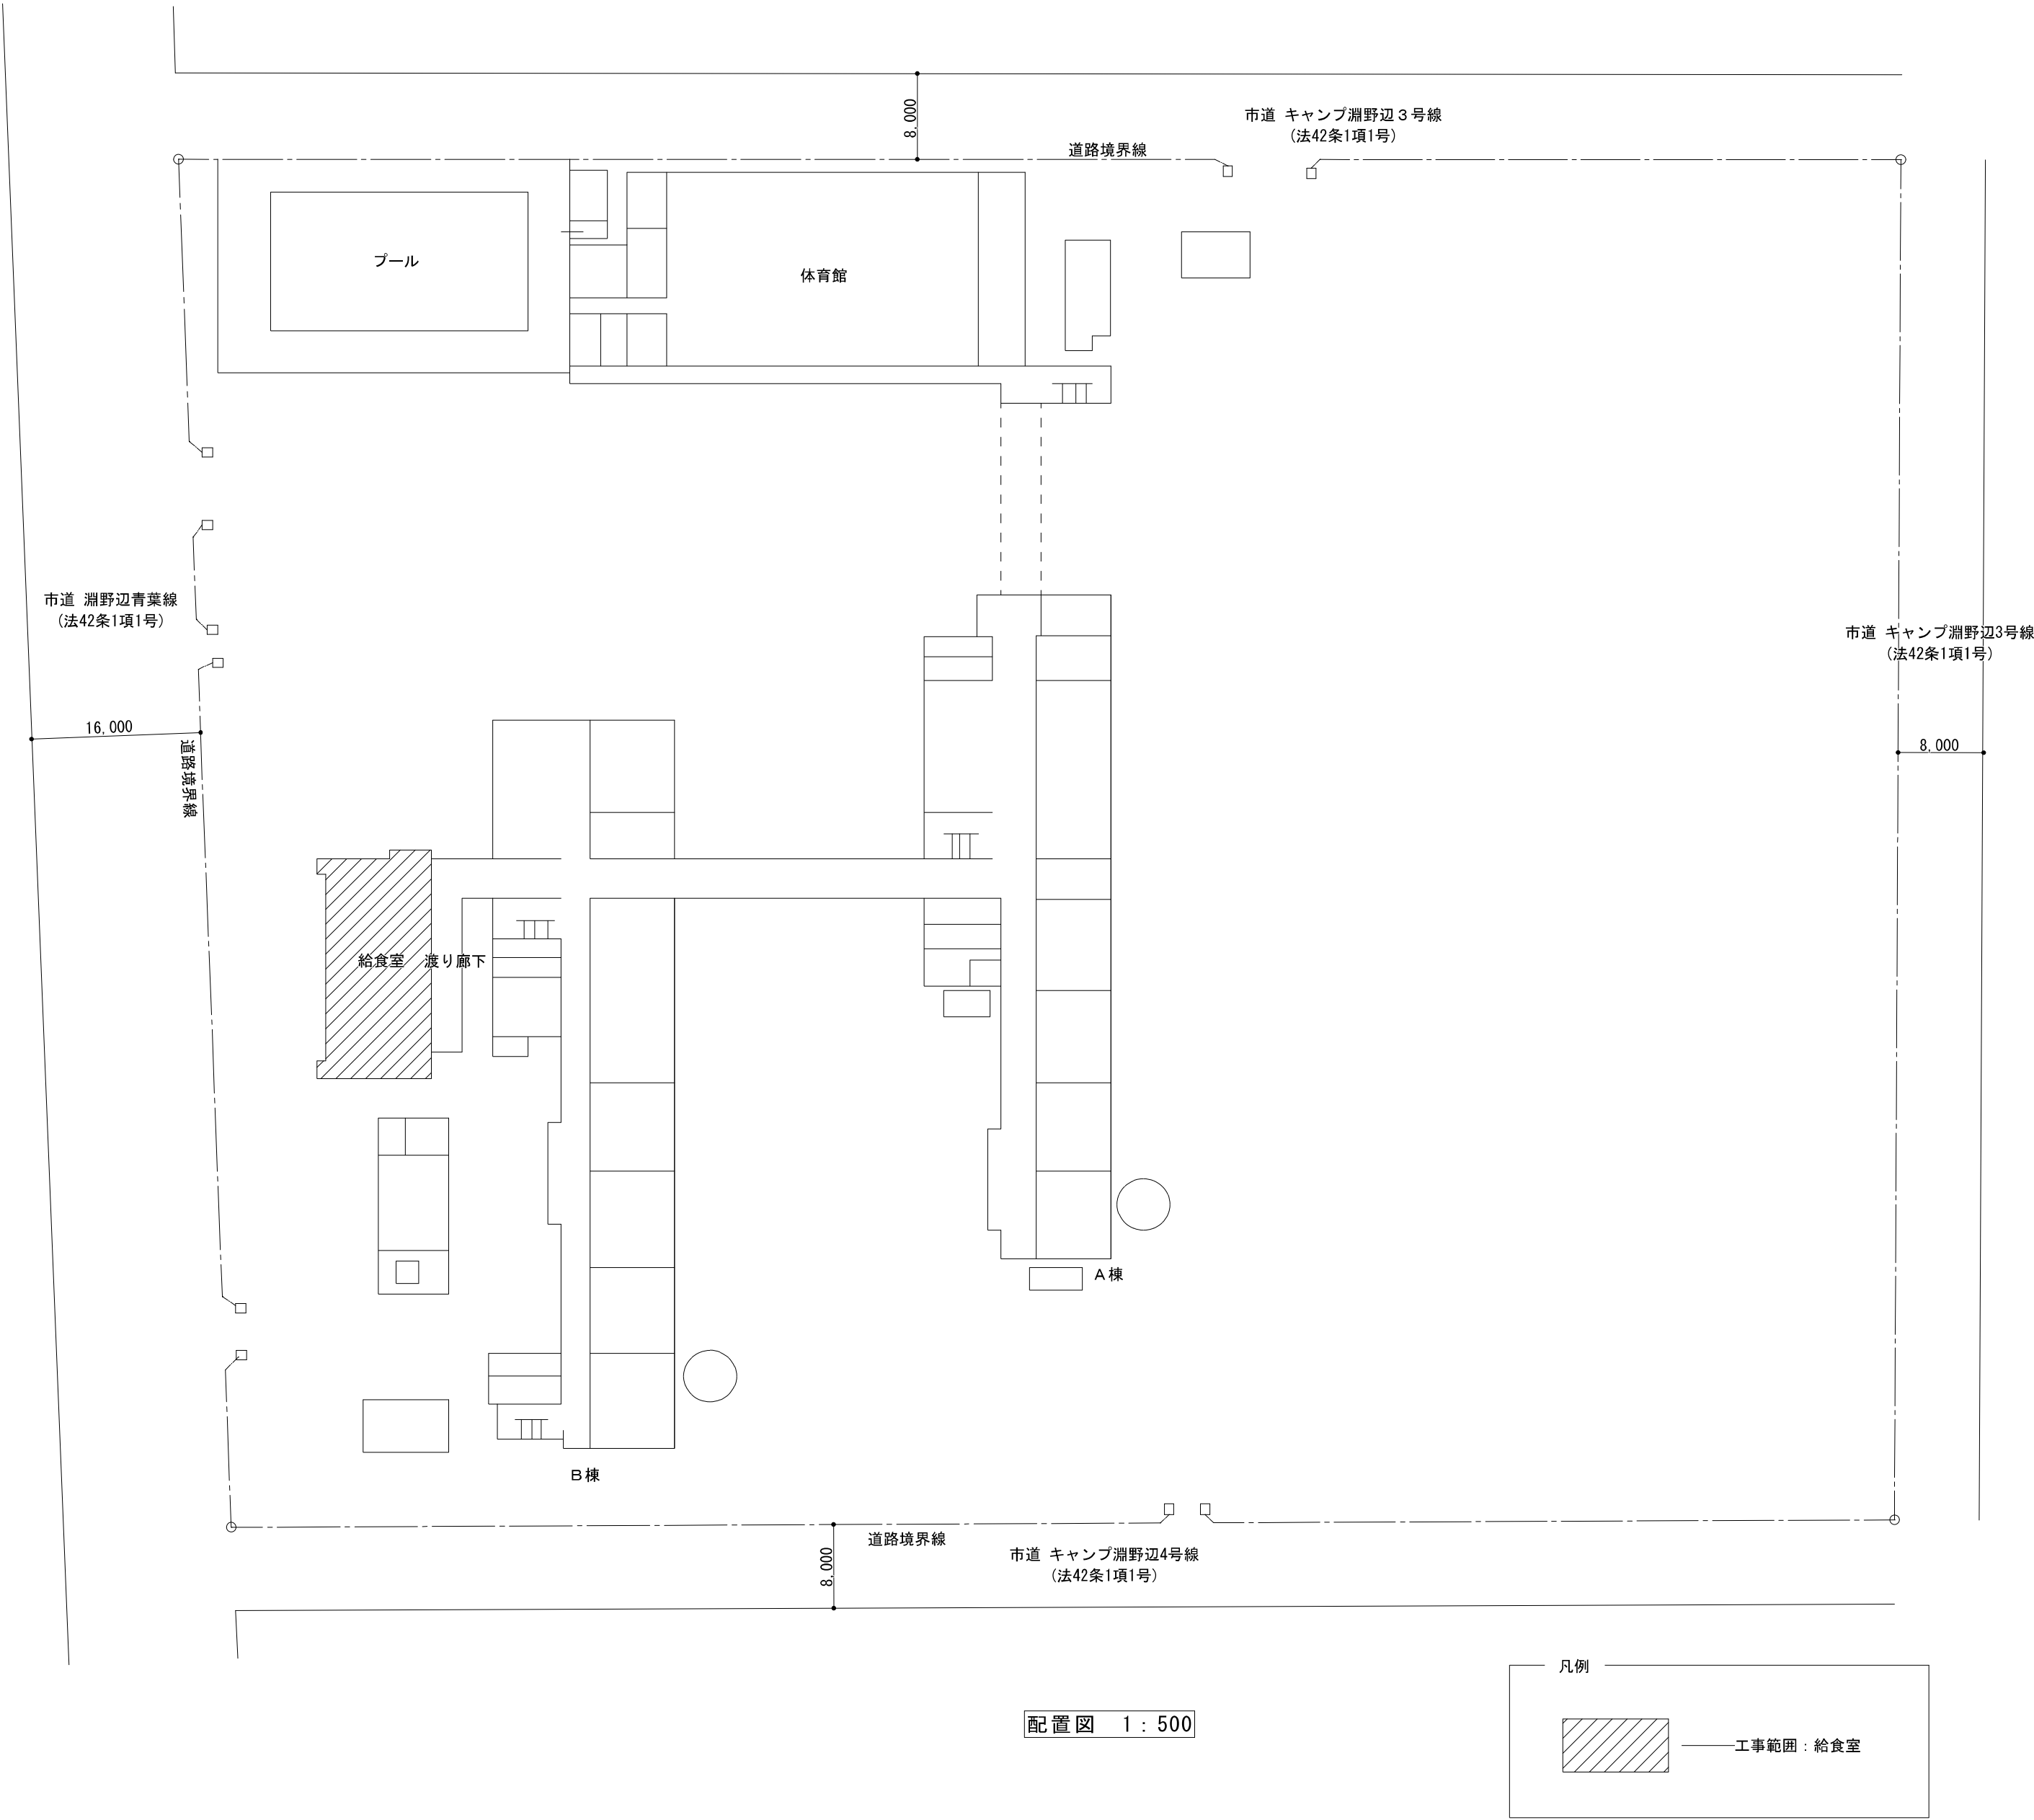 8,000
市道 キャンプ淵野辺３号線
(法42条1項1号)
道路境界線
プール
体育館
市道 淵野辺青葉線
(法42条1項1号)
市道 キャンプ淵野辺3号線
(法42条1項1号)
16,000
道路境界線
8,000
給食室
渡り廊下
Ａ棟
Ｂ棟
道路境界線
8,000
市道 キャンプ淵野辺4号線
(法42条1項1号)
凡例
配置図　1：500
工事範囲：給食室